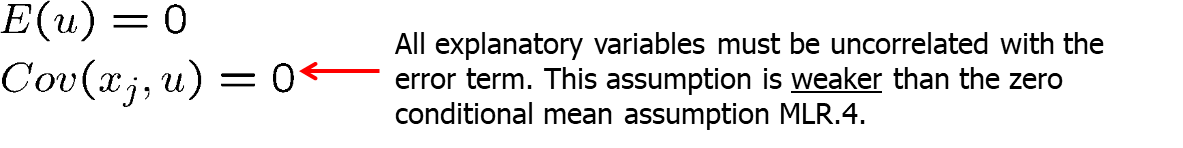 E(u) = 0
Cov(x_j, u) = 0
All explanatory variables must be uncorrelated with the
error term. This assumption is weaker than the zero
conditional mean assumption MLR.4.